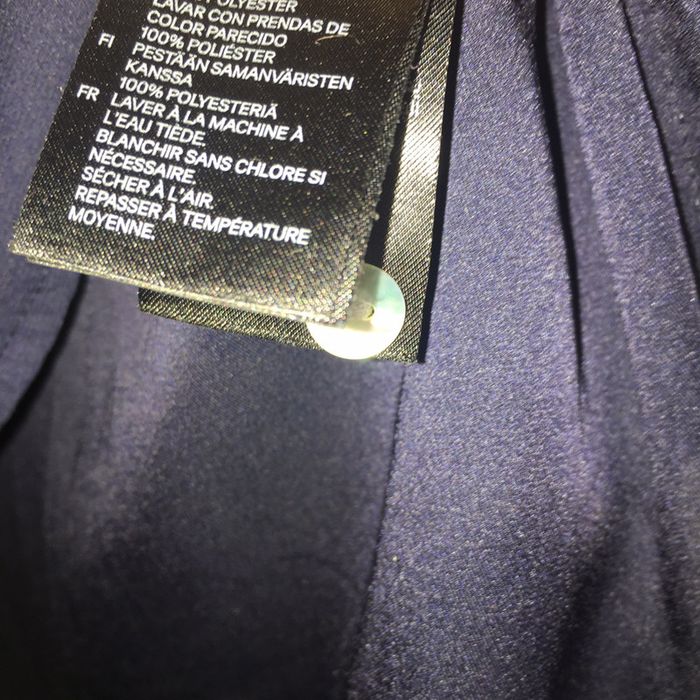 POLYESTER
LAVAR CON PRENDAS DE
COLOR PARECIDO
100% POLIÉSTER
FI PESTÄÄN SAMANVÄRISTEN
KANSSA
100% POLYESTERIÄ
FR LAVER À LA MACHINE À
L'EAU TIÈDE.
BLANCHIR SANS CHLORE SI
NÉCESSAIRE.
SÉCHER À L'AIR.
REPASSER À TEMPÉRATURE
MOYENNE.